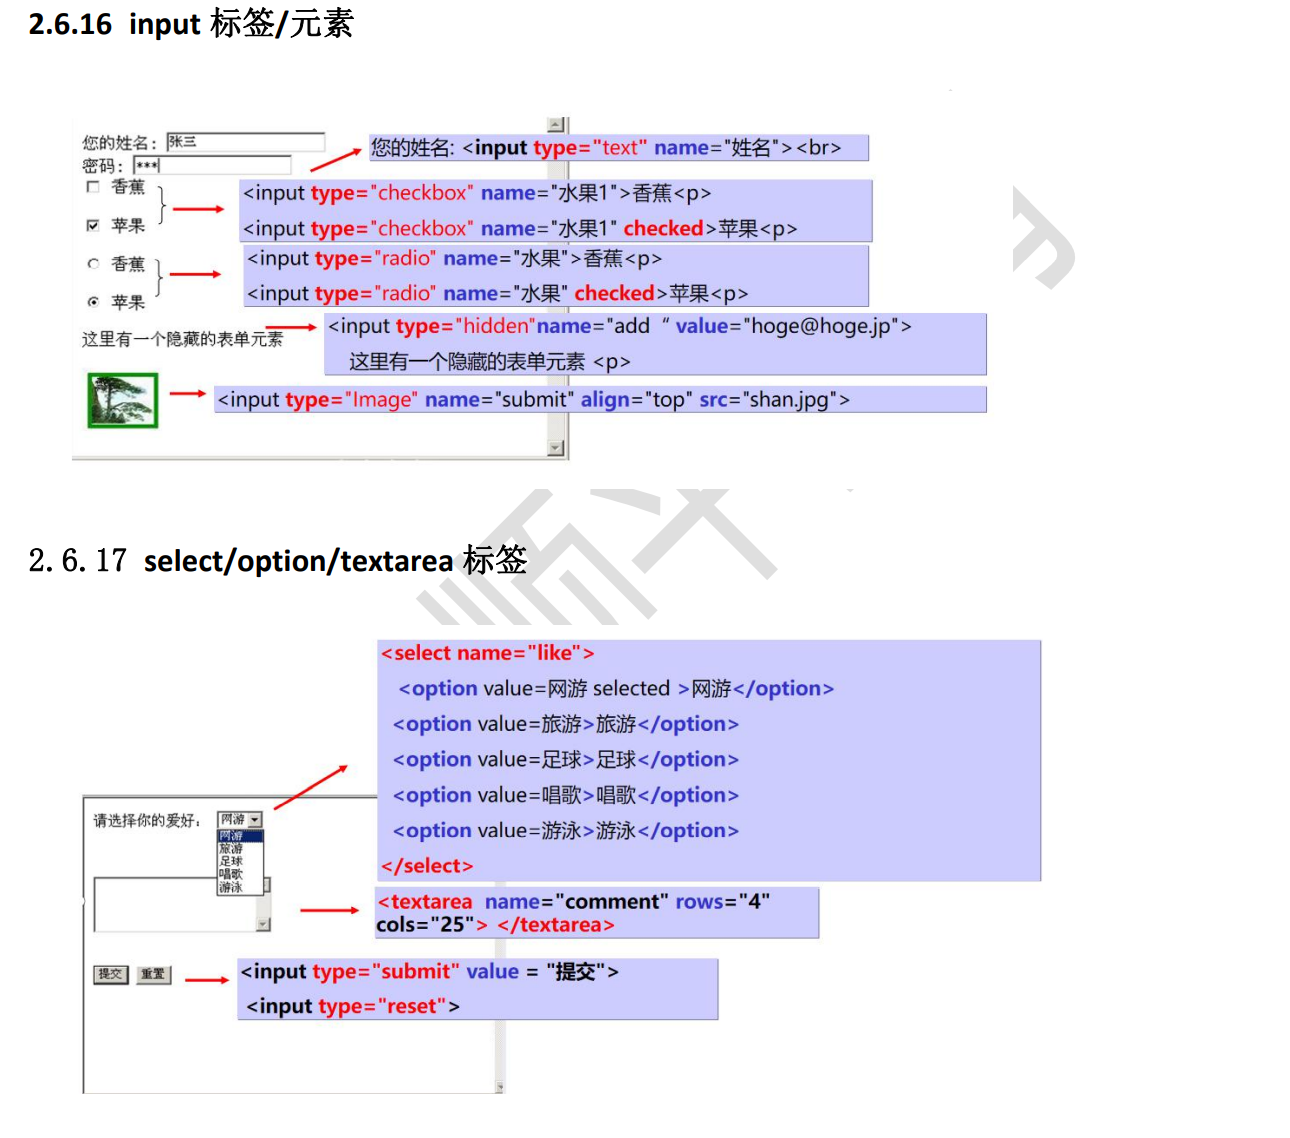 2.6.16 input 标签/元素
您的姓名: 张三
密码: ***
香蕉
苹果
香蕉
苹果
这里有一个隐藏的表单元素
您的姓名: <input type="text" name="姓名"><br>
<input type="checkbox" name="水果1">香蕉<p>
<input type="checkbox" name="水果1" checked>苹果<p>
<input type="radio" name="水果">香蕉<p>
<input type="radio" name="水果" checked>苹果<p>
<input type="hidden"name="add “ value="hoge@hoge.jp">
这里有一个隐藏的表单元素 <p>
<input type="Image" name="submit" align="top" src="shan.jpg">
2.6.17 select/option/textarea 标签
请选择你的爱好: 网游
网游
旅游
足球
唱歌
游泳
提交 重置
<select name="like">
<option value=网游 selected >网游</option>
<option value=旅游>旅游</option>
<option value=足球>足球</option>
<option value=唱歌>唱歌</option>
<option value=游泳>游泳</option>
</select>
<textarea name="comment" rows="4"
cols="25"> </textarea>
<input type="submit" value = "提交">
<input type="reset">